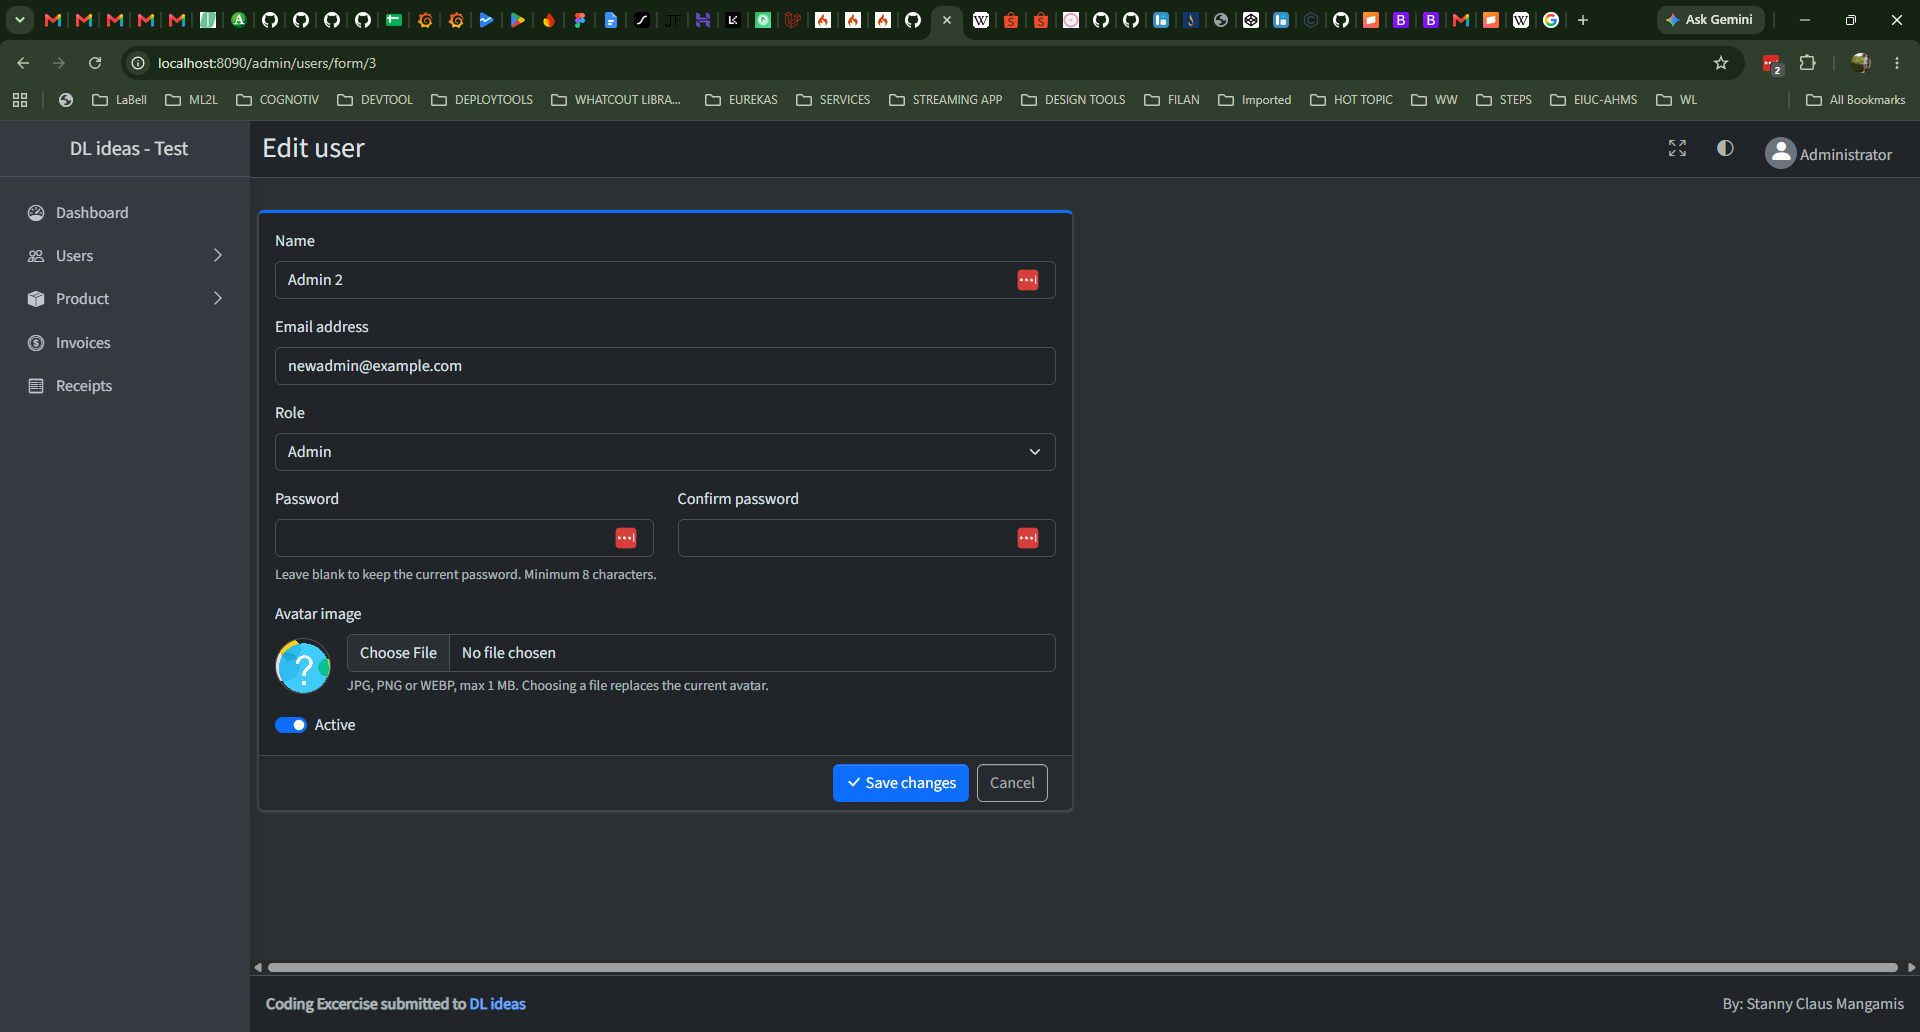 Ask Gemini
localhost:8090/admin/users/form/3
2
LaBell ML2L COGNOTIV DEVTOOL DEPLOYTOOLS WHATCOUT LIBRA... EUREKAS SERVICES STREAMING APP DESIGN TOOLS FILAN Imported HOT TOPIC WW STEPS EIUC-AHMS WL All Bookmarks
DL ideas - Test
Edit user
Administrator
Dashboard
Users
Product
Invoices
Receipts
Name
Admin 2
Email address
newadmin@example.com
Role
Admin
Password Confirm password
Leave blank to keep the current password. Minimum 8 characters.
Avatar image
?
Choose File No file chosen
JPG, PNG or WEBP, max 1 MB. Choosing a file replaces the current avatar.
Active
Save changes Cancel
Coding Excercise submitted to DL ideas
By: Stanny Claus Mangamis